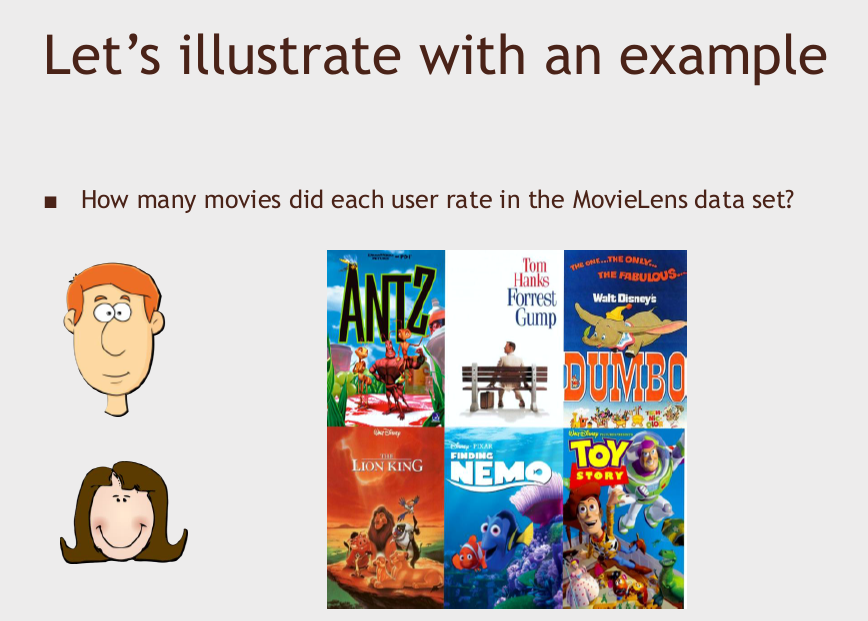 Let’s illustrate with an example
■ How many movies did each user rate in the MovieLens data set?
ANTZ
Tom
Hanks
Forrest
Gump
THE ONE...THE ONLY...
THE FABULOUS...
Walt Disney's
DUMBO
Walt Disney
THE
LION KING
Disney · PIXAR
FINDING
NEMO
TOY
STORY